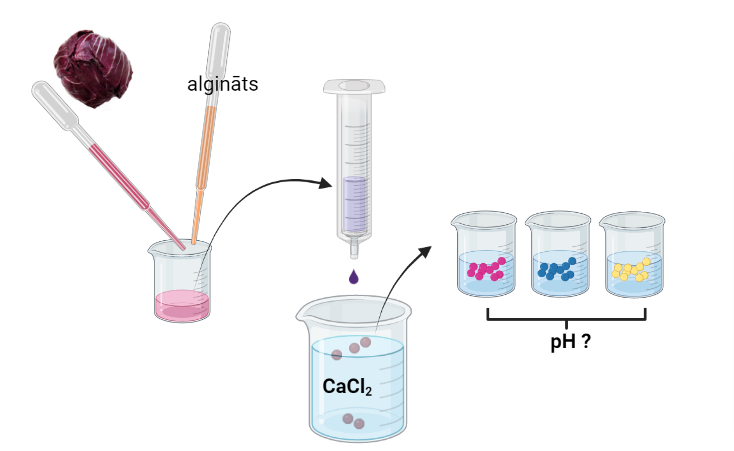 algināts
CaCl₂
pH ?